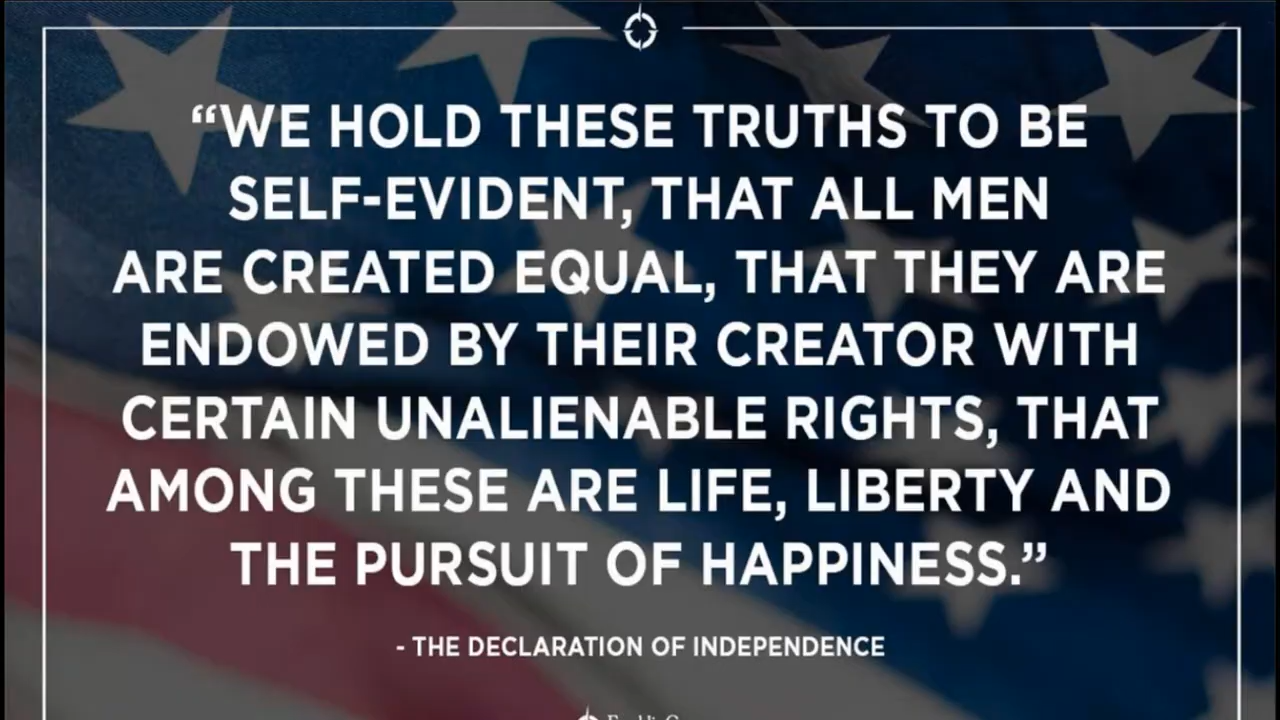 “WE HOLD THESE TRUTHS TO BE
SELF-EVIDENT, THAT ALL MEN
ARE CREATED EQUAL, THAT THEY ARE
ENDOWED BY THEIR CREATOR WITH
CERTAIN UNALIENABLE RIGHTS, THAT
AMONG THESE ARE LIFE, LIBERTY AND
THE PURSUIT OF HAPPINESS.”
- THE DECLARATION OF INDEPENDENCE